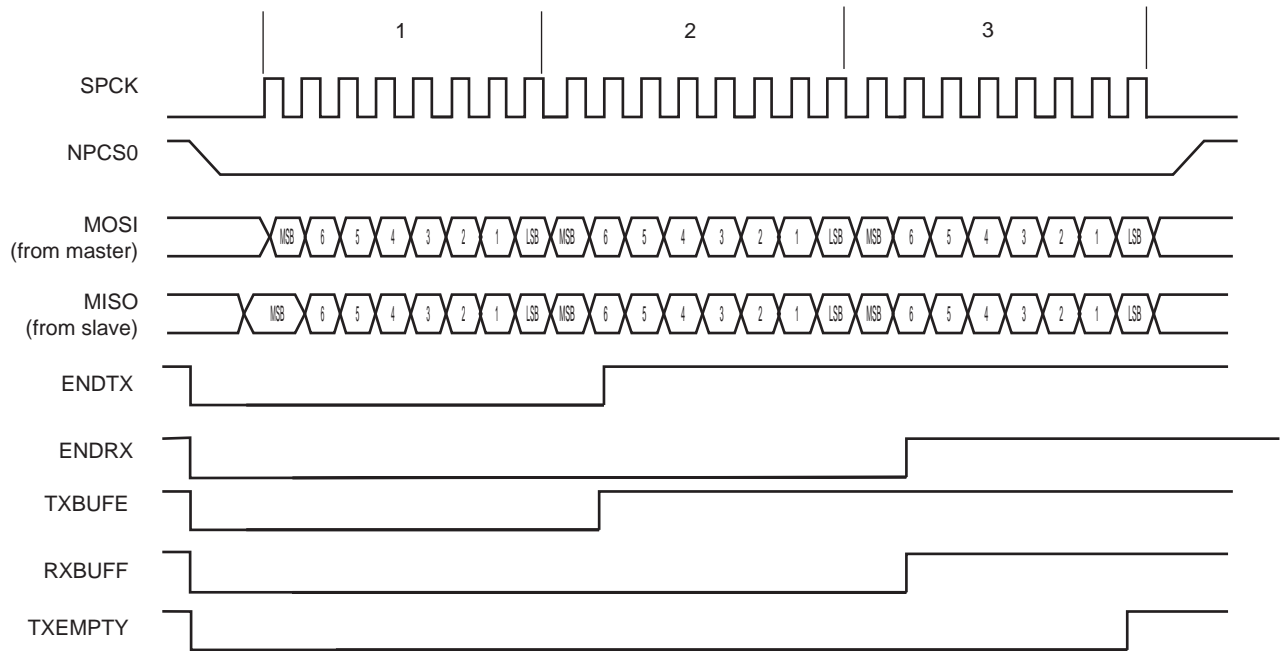 1 2 3
SPCK
NPCS0
MOSI
(from master)
MSB 6 5 4 3 2 1 LSB MSB 6 5 4 3 2 1 LSB MSB 6 5 4 3 2 1 LSB
MISO
(from slave)
MSB 6 5 4 3 2 1 LSB MSB 6 5 4 3 2 1 LSB MSB 6 5 4 3 2 1 LSB
ENDTX
ENDRX
TXBUFE
RXBUFF
TXEMPTY